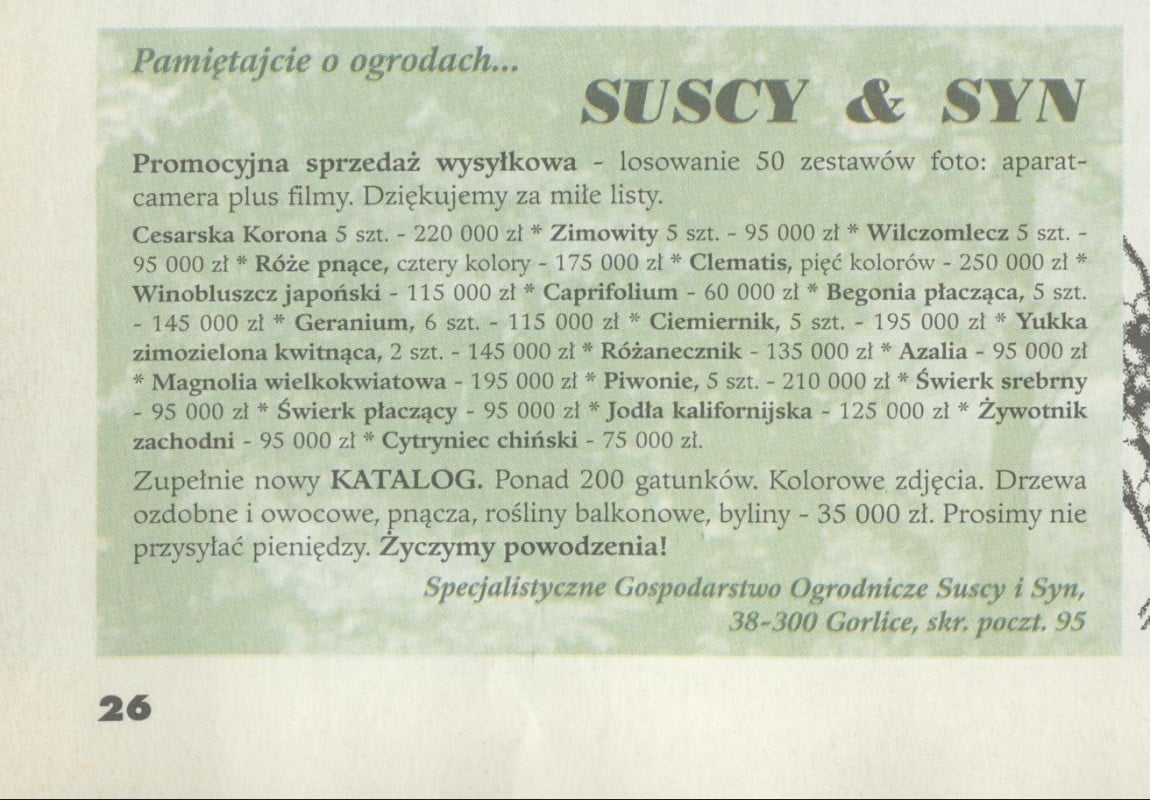 Pamiętajcie o ogrodach...
SUSCY & SYN
Promocyjna sprzedaż wysyłkowa - losowanie 50 zestawów foto: aparat-
camera plus filmy. Dziękujemy za miłe listy.
Cesarska Korona 5 szt. - 220 000 zł * Zimowity 5 szt. - 95 000 zł * Wilczomlecz 5 szt. -
95 000 zł * Róże pnące, cztery kolory - 175 000 zł * Clematis, pięć kolorów - 250 000 zł *
Winobluszcz japoński - 115 000 zł * Caprifolium - 60 000 zł * Begonia płacząca, 5 szt.
- 145 000 zł * Geranium, 6 szt. - 115 000 zł * Ciemiernik, 5 szt. - 195 000 zł * Yukka
zimozielona kwitnąca, 2 szt. - 145 000 zł * Różanecznik - 135 000 zł * Azalia - 95 000 zł
* Magnolia wielkokwiatowa - 195 000 zł * Piwonie, 5 szt. - 210 000 zł * Świerk srebrny
- 95 000 zł * Świerk płaczący - 95 000 zł * Jodła kalifornijska - 125 000 zł * Żywotnik
zachodni - 95 000 zł * Cytryniec chiński - 75 000 zł.
Zupełnie nowy KATALOG. Ponad 200 gatunków. Kolorowe zdjęcia. Drzewa
ozdobne i owocowe, pnącza, rośliny balkonowe, byliny - 35 000 zł. Prosimy nie
przysyłać pieniędzy. Życzymy powodzenia!
Specjalistyczne Gospodarstwo Ogrodnicze Suscy i Syn,
38-300 Gorlice, skr. poczt. 95
26